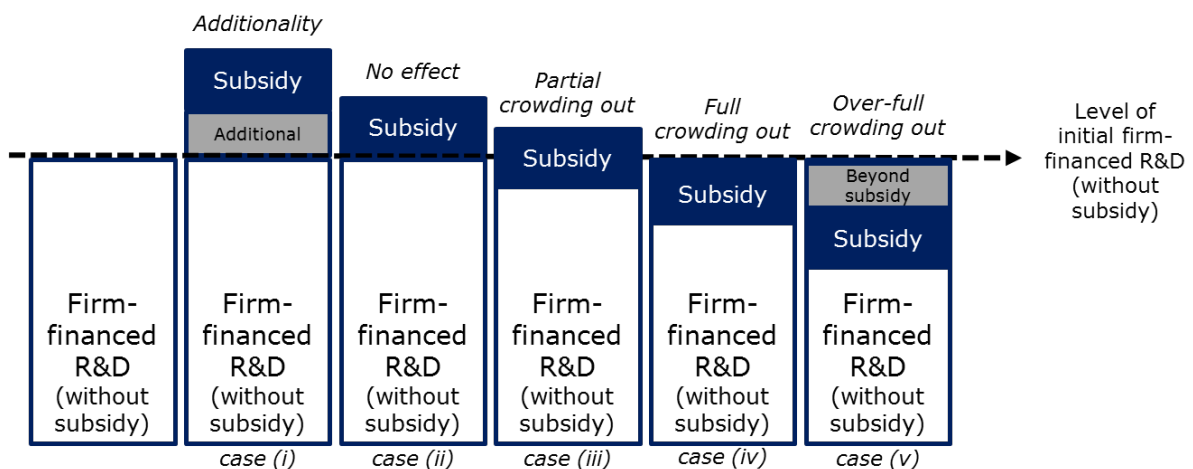 Additionality
No effect
Partial
crowding out
Full
crowding out
Over-full
crowding out
Subsidy
Additional
Subsidy
Subsidy
Subsidy
Beyond
subsidy
Subsidy
Level of
initial firm-
financed R&D
(without
subsidy)
Firm-
financed
R&D
(without
subsidy)
Firm-
financed
R&D
(without
subsidy)
Firm-
financed
R&D
(without
subsidy)
Firm-
financed
R&D
(without
subsidy)
Firm-
financed
R&D
(without
subsidy)
Firm-
financed
R&D
(without
subsidy)
case (i)
case (ii)
case (iii)
case (iv)
case (v)